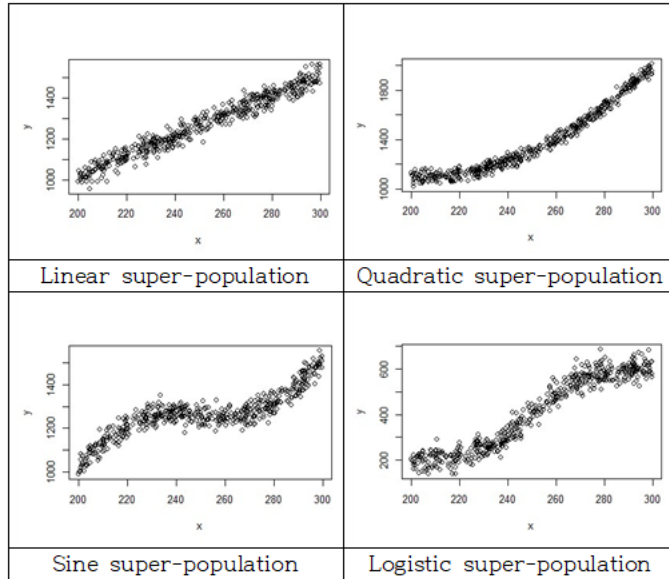 y
1000 1200 1400
200 220 240 260 280 300
x
Linear super-population
y
1000 1400 1800
200 220 240 260 280 300
x
Quadratic super-population
y
1000 1200 1400
200 220 240 260 280 300
x
Sine super-population
y
200 400 600
200 220 240 260 280 300
x
Logistic super-population